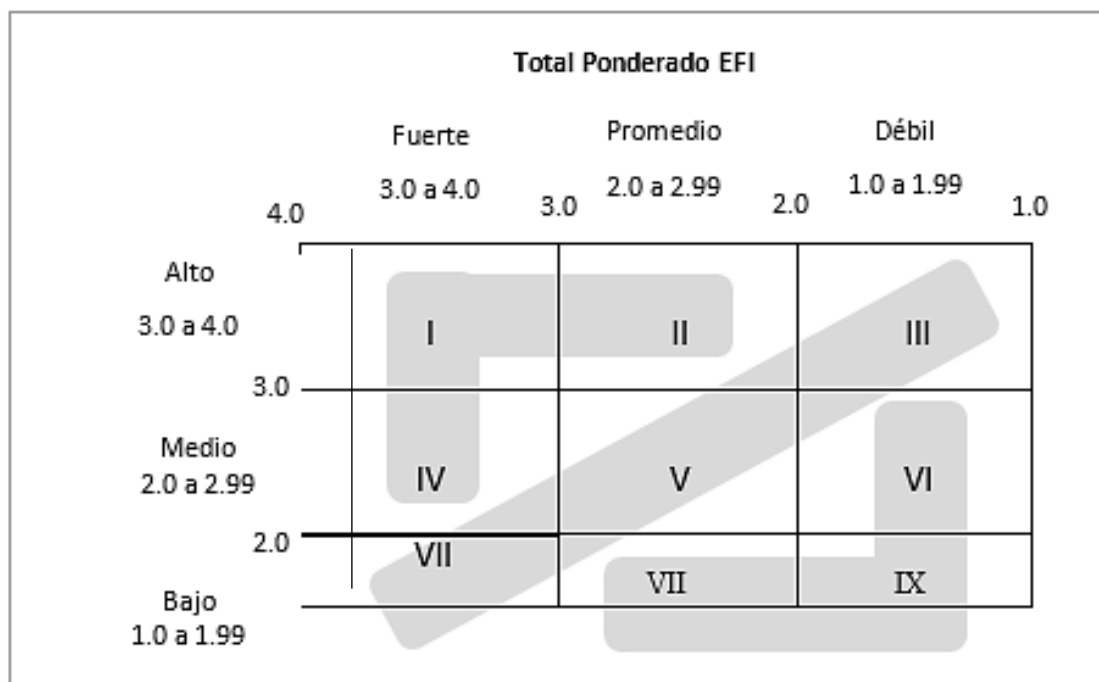 Total Ponderado EFI
Fuerte Promedio Débil
3.0 a 4.0 2.0 a 2.99 1.0 a 1.99
4.0 3.0 2.0 1.0
Alto
3.0 a 4.0
I II III
3.0
Medio
2.0 a 2.99
IV V VI
2.0
VII
VII IX
Bajo
1.0 a 1.99